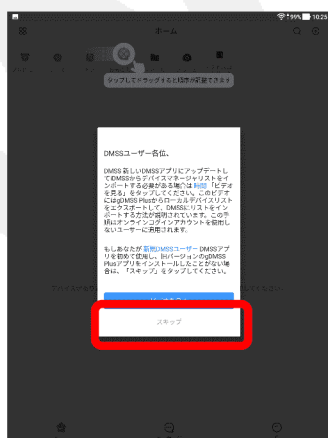 99% 10:25
ホーム
タップしてドラッグすると順序が調整できます
DMSSユーザー各位、
DMSS 新しいDMSSアプリにアップデートし
てiDMSSからデバイスマネージャリストをイ
ンポートする必要がある場合は 時間 「ビデオ
を見る」をタップしてください。このビデオ
にはgDMSS Plusからローカルデバイスリスト
をエクスポートして、DMSSにリストをイン
ポートする方法が説明されています。この手
順はオンラインログインアカウントを使用し
ないユーザーに適用されます。
もしあなたが 新規DMSSユーザー DMSSアプ
リを初めて使用し、旧バージョンのgDMSS
Plusアプリをインストールしたことがない場
合は、「スキップ」をタップしてください。
スキップ